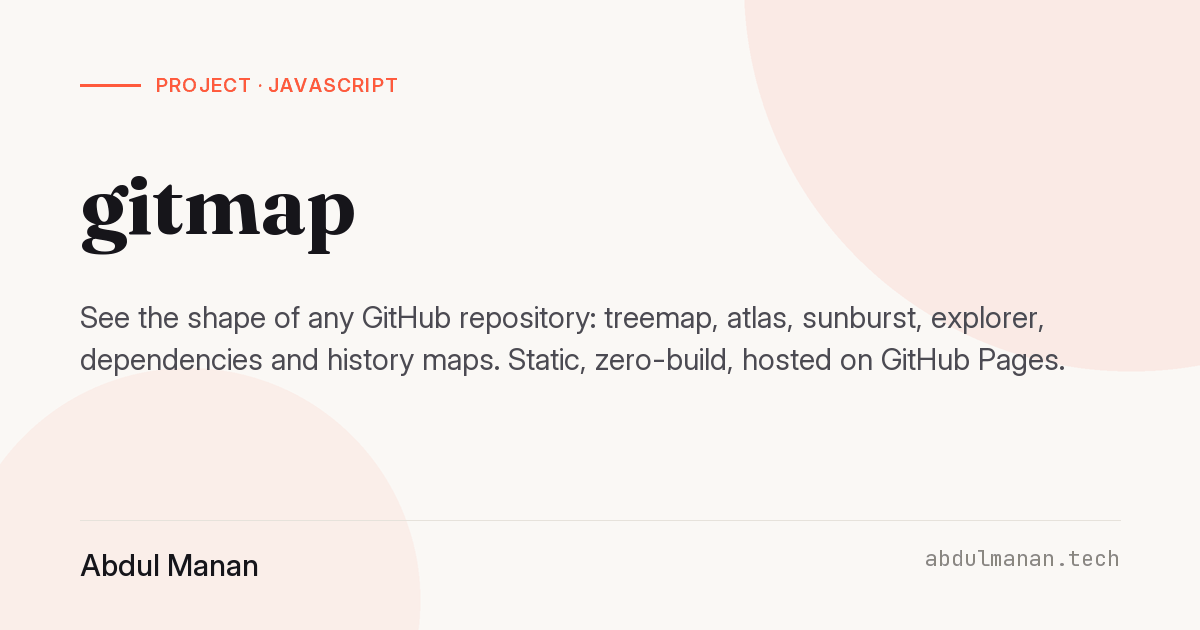 PROJECT · JAVASCRIPT
gitmap
See the shape of any GitHub repository: treemap, atlas, sunburst, explorer,
dependencies and history maps. Static, zero-build, hosted on GitHub Pages.
Abdul Manan
abdulmanan.tech